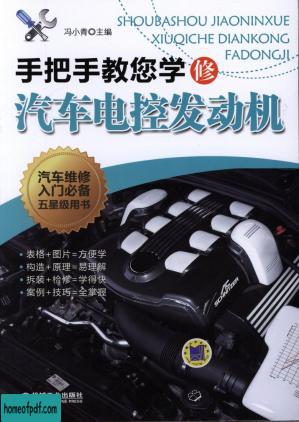 SHOUBASHOU JIAONINXUE
XIUQICHE DIANKONG
FADONGJI
冯小青◎主编
手把手教您学修
汽车电控发动机
汽车维修
入门必备
五星级用书
•表格+图片=方便学
•构造+原理=易理解
•拆装+检修=学得快
•案例+技巧=全掌握
homeofpdf.com